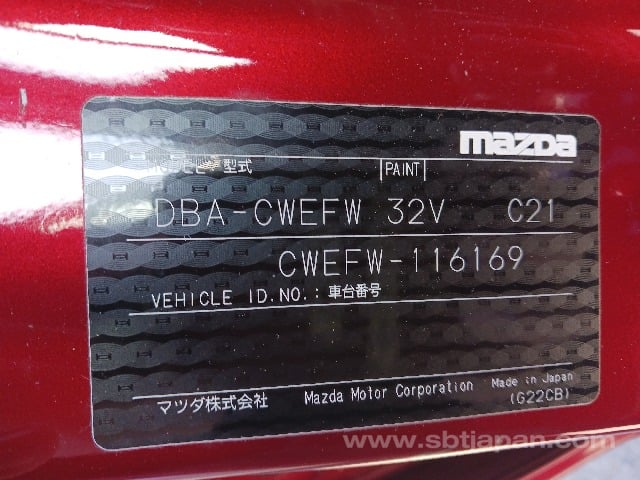 mazda
MODEL 型式 PAINT
DBA-CWEFW 32V C21
CWEFW-116169
VEHICLE ID.NO.:車台番号
マツダ株式会社 Mazda Motor Corporation Made in Japan
(G22CB)
www.sbtjapan.com